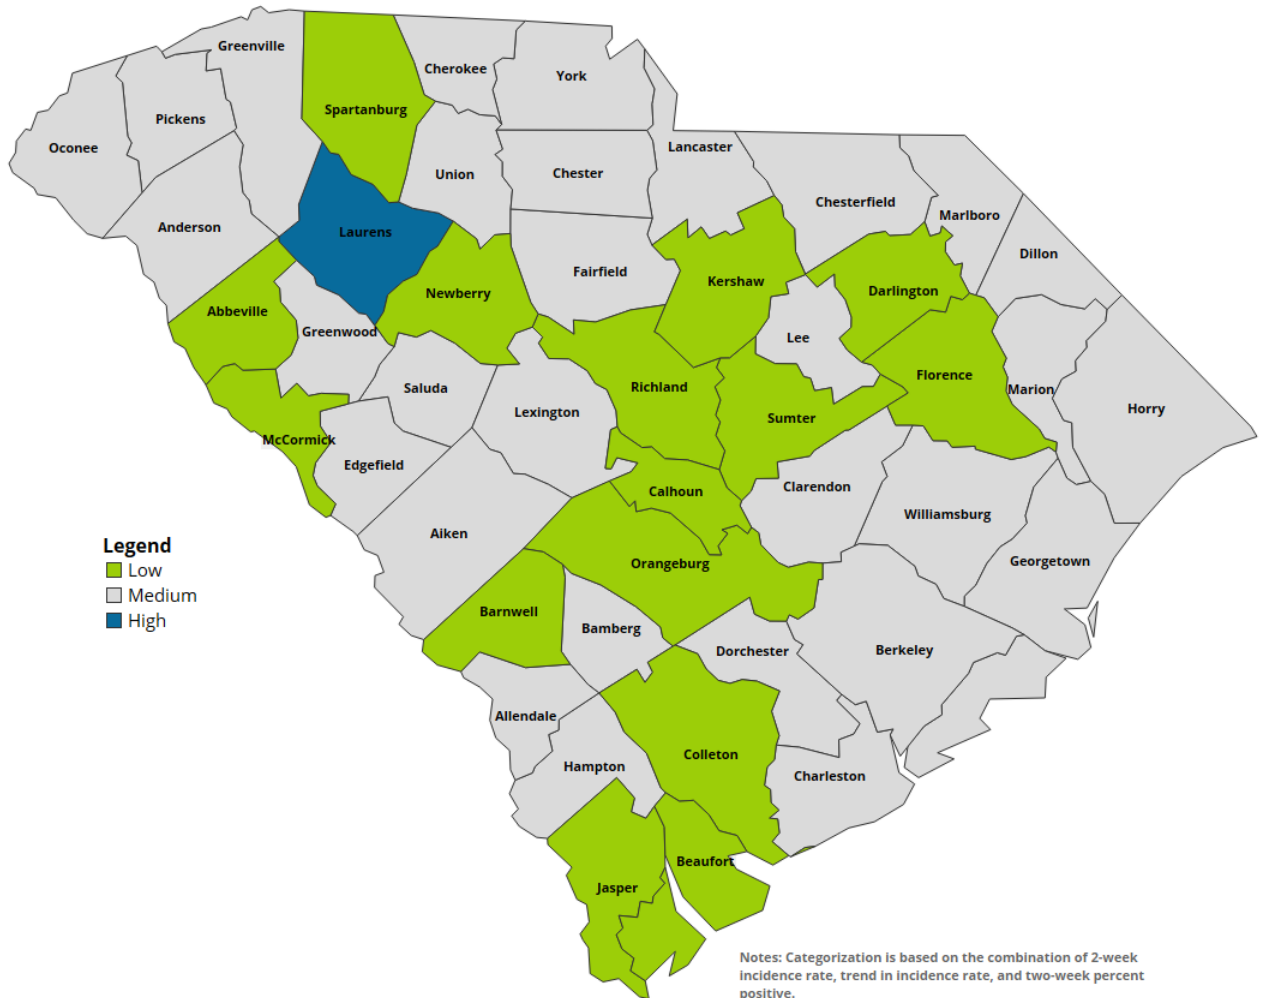 Greenville
Cherokee
York
Spartanburg
Pickens
Oconee
Lancaster
Union
Chester
Chesterfield
Marlboro
Anderson
Laurens
Dillon
Fairfield
Kershaw
Newberry
Darlington
Abbeville
Greenwood
Lee
Florence
Richland
Saluda
Marion
Horry
Lexington
Sumter
McCormick
Edgefield
Clarendon
Calhoun
Williamsburg
Aiken
Legend
Low
Medium
High
Georgetown
Orangeburg
Barnwell
Bamberg
Dorchester
Berkeley
Allendale
Colleton
Hampton
Charleston
Beaufort
Jasper
Notes: Categorization is based on the combination of 2-week
incidence rate, trend in incidence rate, and two-week percent
positive.